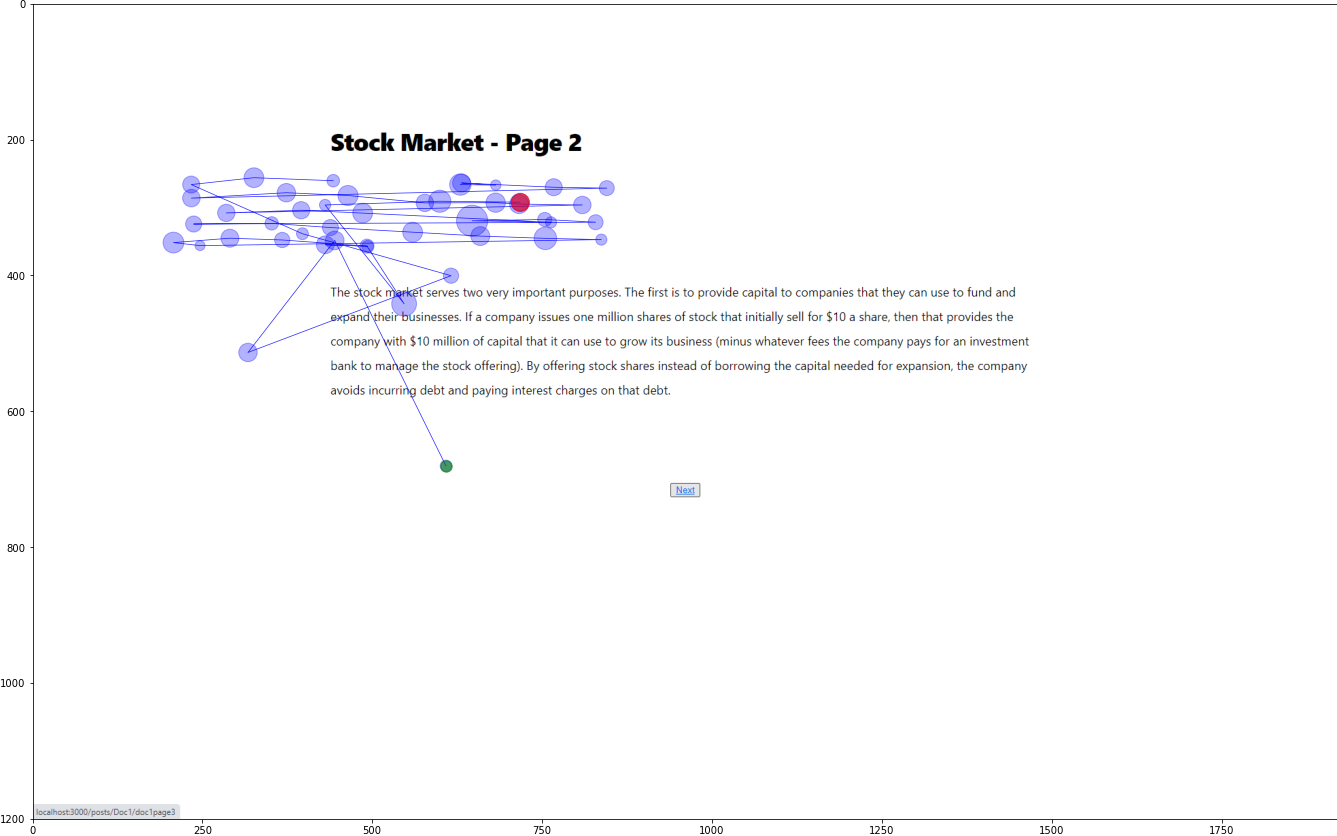 0
200
Stock Market - Page 2
400
The stock market serves two very important purposes. The first is to provide capital to companies that they can use to fund and
expand their businesses. If a company issues one million shares of stock that initially sell for $10 a share, then that provides the
company with $10 million of capital that it can use to grow its business (minus whatever fees the company pays for an investment
bank to manage the stock offering). By offering stock shares instead of borrowing the capital needed for expansion, the company
avoids incurring debt and paying interest charges on that debt.
600
Next
800
1000
localhost:3000/posts/Doc1/doc1page3
1200
0 250 500 750 1000 1250 1500 1750